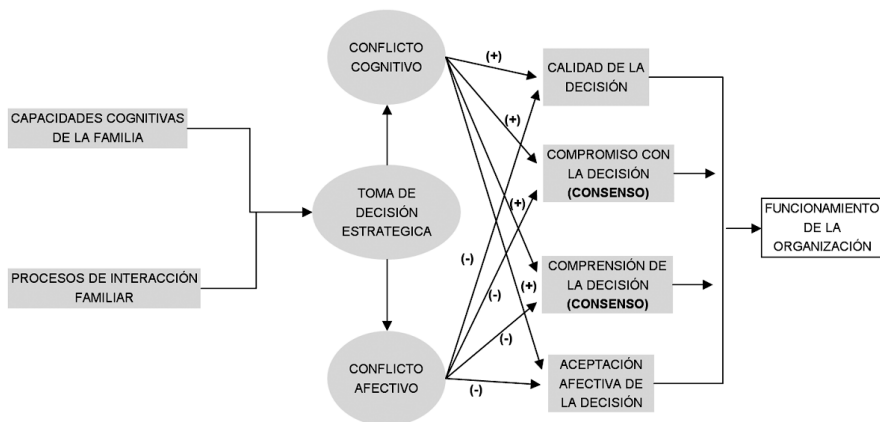 CAPACIDADES COGNITIVAS
DE LA FAMILIA
PROCESOS DE INTERACCIÓN
FAMILIAR
CONFLICTO
COGNITIVO
TOMA DE
DECISIÓN
ESTRATEGICA
CONFLICTO
AFECTIVO
(+)
(+)
(+)
(+)
(-)
(-)
(-)
(-)
CALIDAD DE LA
DECISIÓN
COMPROMISO CON
LA DECISIÓN
(CONSENSO)
COMPRENSIÓN DE
LA DECISIÓN
(CONSENSO)
ACEPTACIÓN
AFECTIVA DE
LA DECISIÓN
FUNCIONAMIENTO
DE LA
ORGANIZACIÓN